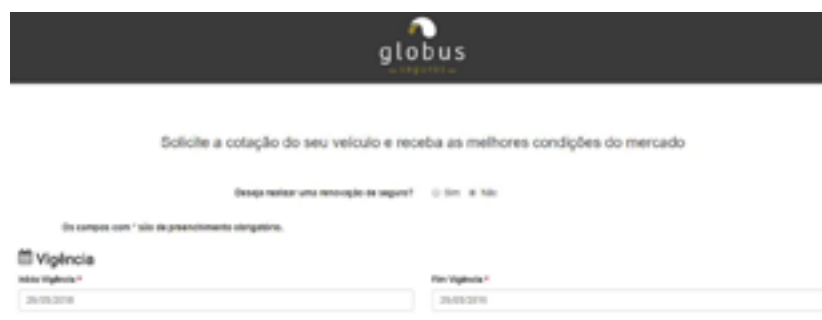 globus
seguros
Solicite a cotação do seu veículo e receba as melhores condições do mercado
Deseja realizar uma renovação de seguro? Sim Não
Os campos com * são de preenchimento obrigatório.
Vigência
Início Vigência * Fim Vigência *